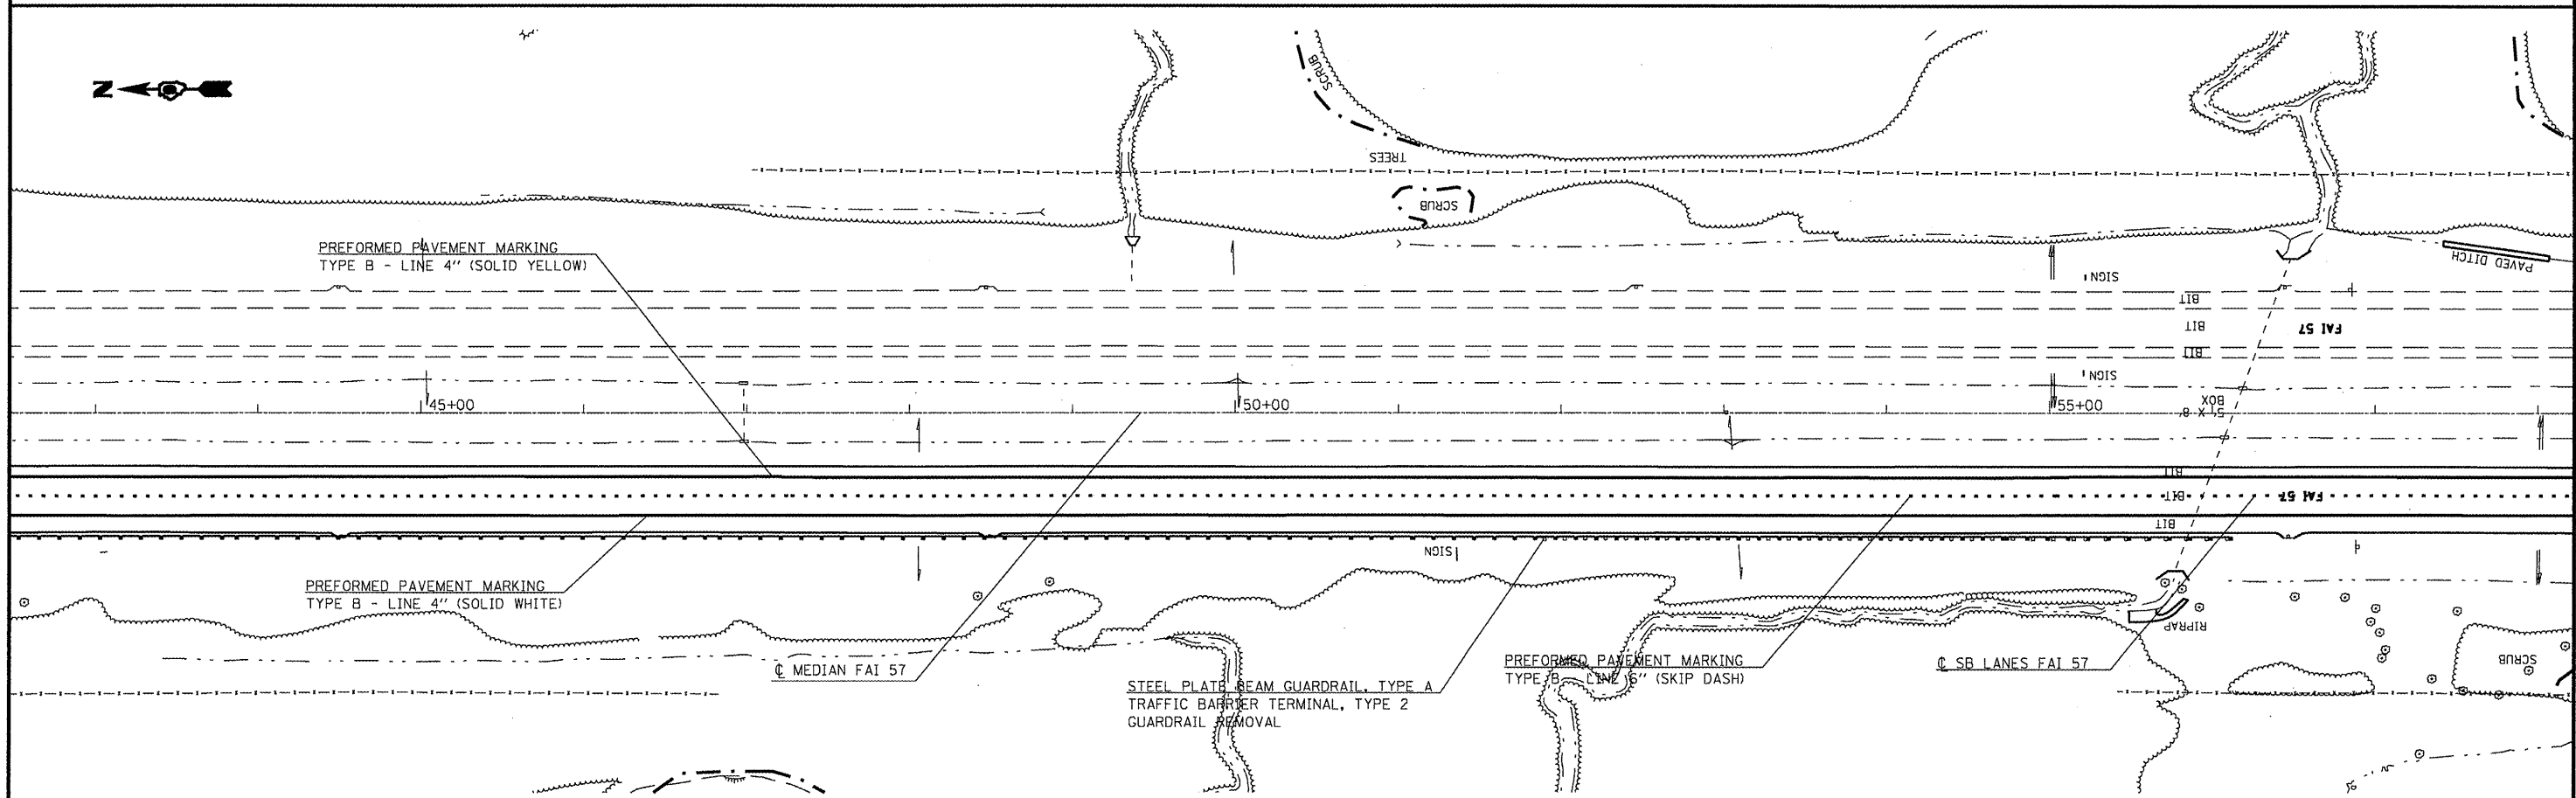 SCRUB
N
TREES
SCRUB
PREFORMED PAVEMENT MARKING
TYPE B - LINE 4" (SOLID YELLOW)
PAVED DITCH
SIGN
BIT
BIT
FAI 57
BIT
SIGN
45+00
50+00
55+00
5' X 8'
BOX
BIT
BIT
FAI 57
BIT
SIGN
PREFORMED PAVEMENT MARKING
TYPE B - LINE 4" (SOLID WHITE)
RIPRAP
℄ MEDIAN FAI 57
STEEL PLATE BEAM GUARDRAIL, TYPE A
TRAFFIC BARRIER TERMINAL, TYPE 2
GUARDRAIL REMOVAL
PREFORMED PAVEMENT MARKING
TYPE B - LINE 6" (SKIP DASH)
℄ SB LANES FAI 57
SCRUB